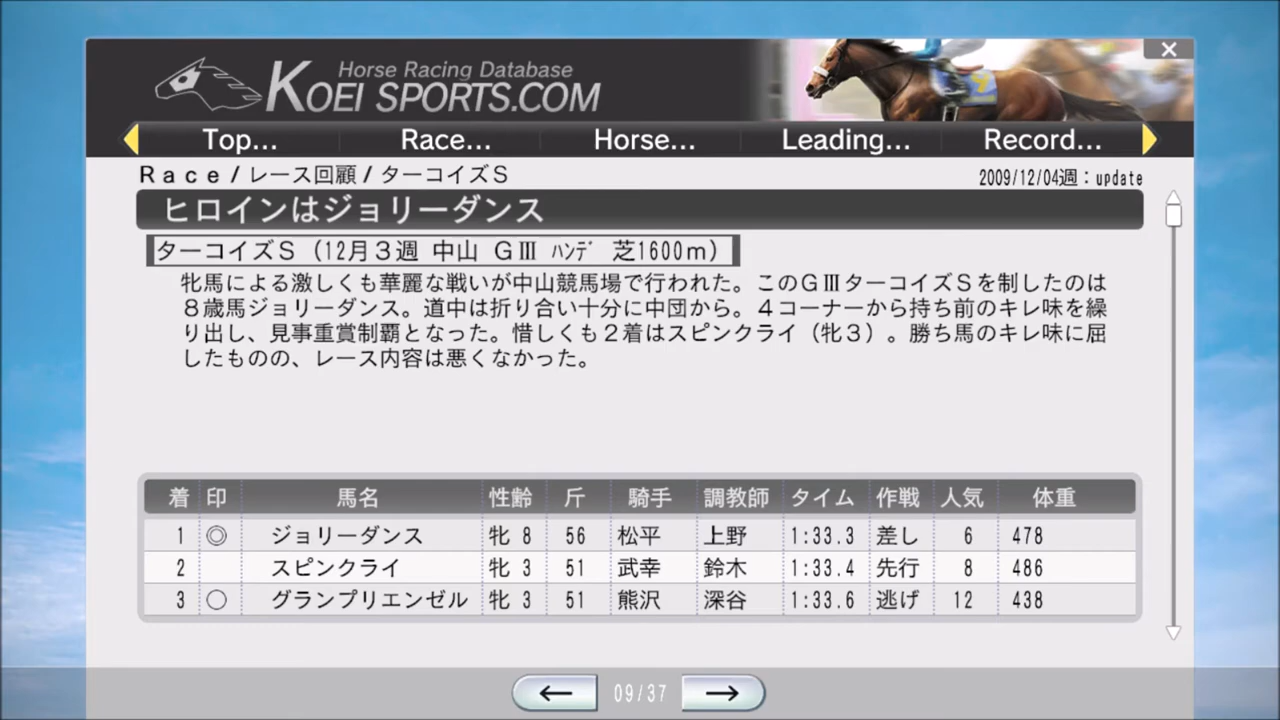 Horse Racing Database
KOEI SPORTS.COM
Top... Race... Horse... Leading... Record...
Race/レース回顧/ターコイズS
2009/12/04週:update
ヒロインはジョリーダンス
ターコイズS(12月3週 中山 GⅢ ハンデ 芝1600m)
牝馬による激しくも華麗な戦いが中山競馬場で行われた。このGⅢターコイズSを制したのは
8歳馬ジョリーダンス。道中は折り合い十分に中団から。4コーナーから持ち前のキレ味を繰
り出し、見事重賞制覇となった。惜しくも2着はスピンクライ(牝3)。勝ち馬のキレ味に屈
したものの、レース内容は悪くなかった。
着 印 馬名 性齢 斤 騎手 調教師 タイム 作戦 人気 体重
1 ◎ ジョリーダンス 牝 8 56 松平 上野 1:33.3 差し 6 478
2 スピンクライ 牝 3 51 武幸 鈴木 1:33.4 先行 8 486
3 ○ グランプリエンゼル 牝 3 51 熊沢 深谷 1:33.6 逃げ 12 438
← 09/37 →